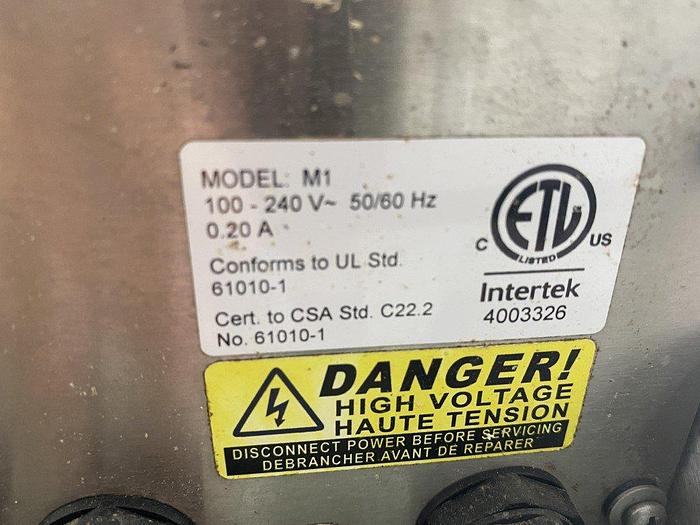 MODEL: M1
100 - 240 V~ 50/60 Hz
0.20 A
Conforms to UL Std.
61010-1
Cert. to CSA Std. C22.2
No. 61010-1
ETL
LISTED
C US
Intertek
4003326
DANGER!
HIGH VOLTAGE
HAUTE TENSION
DISCONNECT POWER BEFORE SERVICING
DEBRANCHER AVANT DE REPARER